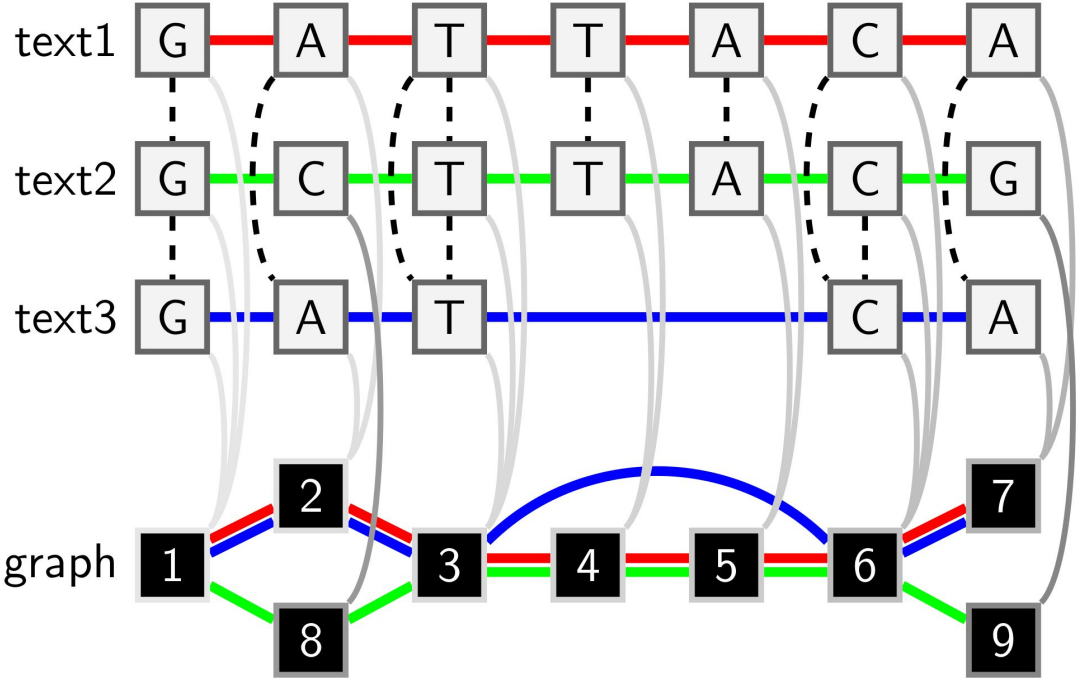 text1 G A T T A C A
text2 G C T T A C G
text3 G A T C A
2 7
graph 1 3 4 5 6
8 9